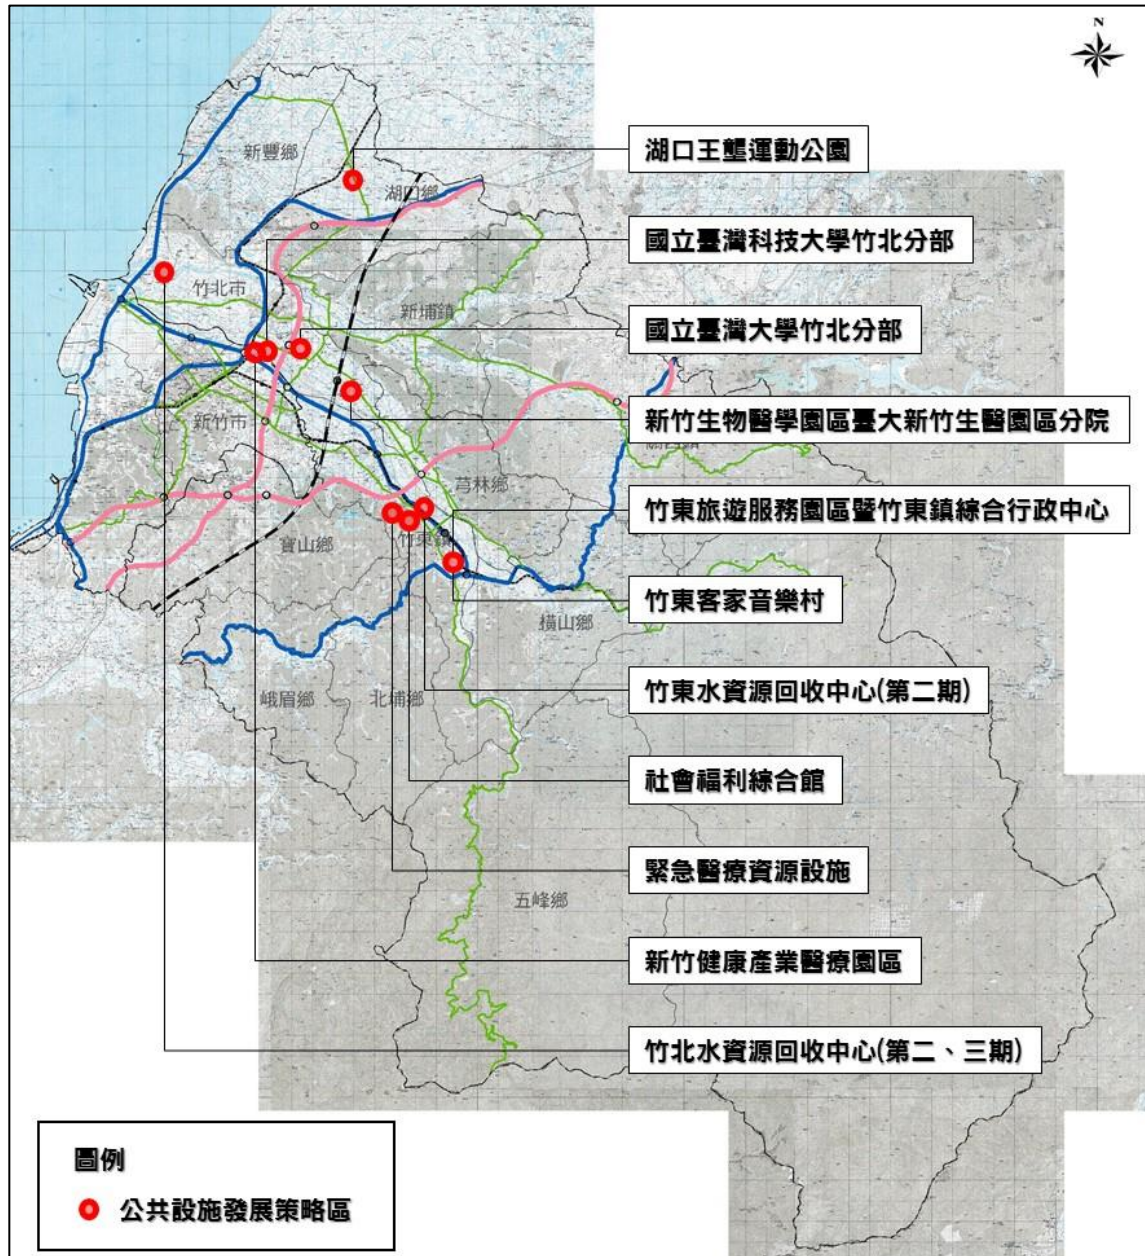 N
湖口王壟運動公園
新豐鄉
湖口鄉
國立臺灣科技大學竹北分部
竹北市
新埔鎮
國立臺灣大學竹北分部
新竹市
新竹生物醫學園區臺大新竹生醫園區分院
關西鎮
芎林鄉
竹東旅遊服務園區暨竹東鎮綜合行政中心
寶山鄉
竹東鎮
竹東客家音樂村
橫山鄉
竹東水資源回收中心(第二期)
峨眉鄉
北埔鄉
社會福利綜合館
緊急醫療資源設施
五峰鄉
新竹健康產業醫療園區
竹北水資源回收中心(第二、三期)
圖例
公共設施發展策略區